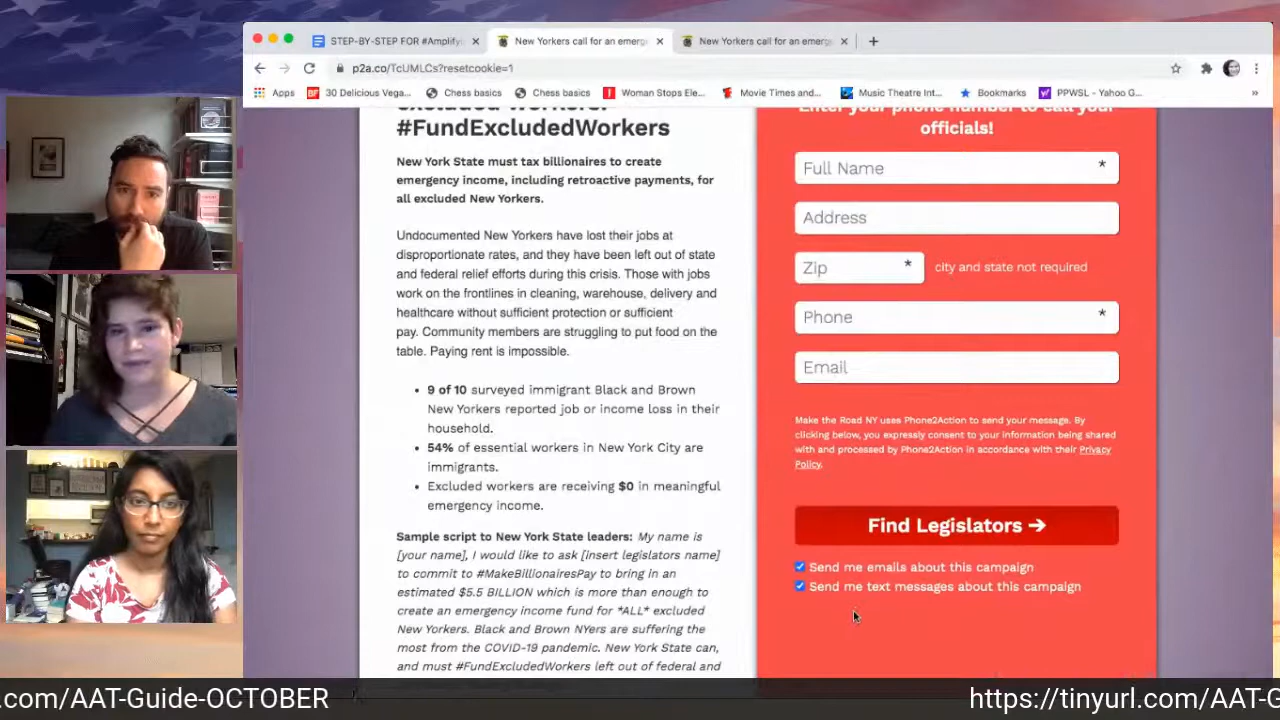 STEP-BY-STEP FOR #Amplify
New Yorkers call for an emerg
New Yorkers call for an emerg
p2a.co/TcUMLCs?resetcookie=1
Apps
BF
30 Delicious Vega...
Chess basics
Chess basics
Woman Stops Ele...
Movie Times and...
Music Theatre Int...
Bookmarks
PPWSL - Yahoo G...
»
excluded workers.
#FundExcludedWorkers
New York State must tax billionaires to create
emergency income, including retroactive payments, for
all excluded New Yorkers.
Undocumented New Yorkers have lost their jobs at
disproportionate rates, and they have been left out of state
and federal relief efforts during this crisis. Those with jobs
work on the frontlines in cleaning, warehouse, delivery and
healthcare without sufficient protection or sufficient
pay. Community members are struggling to put food on the
table. Paying rent is impossible.
• 9 of 10 surveyed immigrant Black and Brown
New Yorkers reported job or income loss in their
household.
• 54% of essential workers in New York City are
immigrants.
• Excluded workers are receiving $0 in meaningful
emergency income.
Sample script to New York State leaders: My name is
[your name], I would like to ask [insert legislators name]
to commit to #MakeBillionairesPay to bring in an
estimated $5.5 BILLION which is more than enough to
create an emergency income fund for *ALL* excluded
New Yorkers. Black and Brown NYers are suffering the
most from the COVID-19 pandemic. New York State can,
and must #FundExcludedWorkers left out of federal and
Enter your phone number to call your
officials!
Full Name *
Address
Zip * city and state not required
Phone *
Email
Make the Road NY uses Phone2Action to send your message. By
clicking below, you expressly consent to your information being shared
with and processed by Phone2Action in accordance with their Privacy
Policy.
Find Legislators ➔
Send me emails about this campaign
Send me text messages about this campaign
.com/AAT-Guide-OCTOBER
https://tinyurl.com/AAT-G